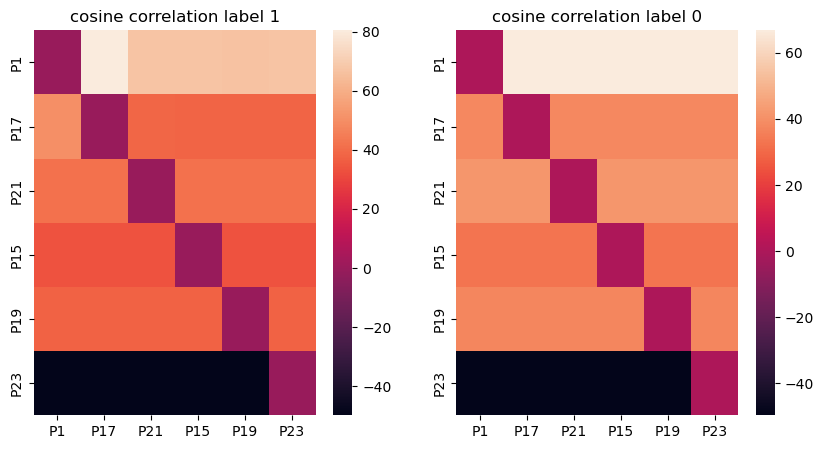 cosine correlation label 1
P1
P17
P21
P15
P19
P23
P1 P17 P21 P15 P19 P23
80
60
40
20
0
−20
−40
cosine correlation label 0
P1
P17
P21
P15
P19
P23
P1 P17 P21 P15 P19 P23
60
40
20
0
−20
−40